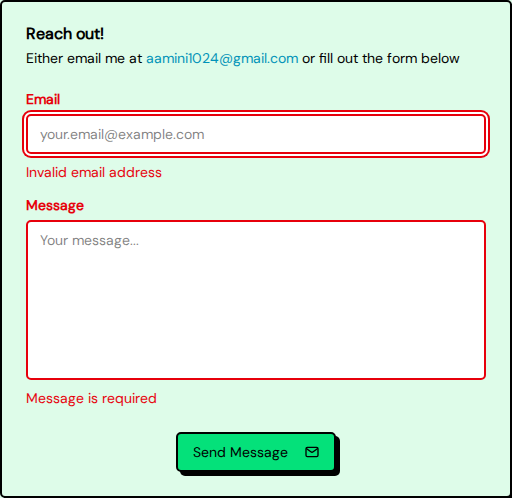 Reach out!
Either email me at aamini1024@gmail.com or fill out the form below
Email
your.email@example.com
Invalid email address
Message
Your message...
Message is required
Send Message